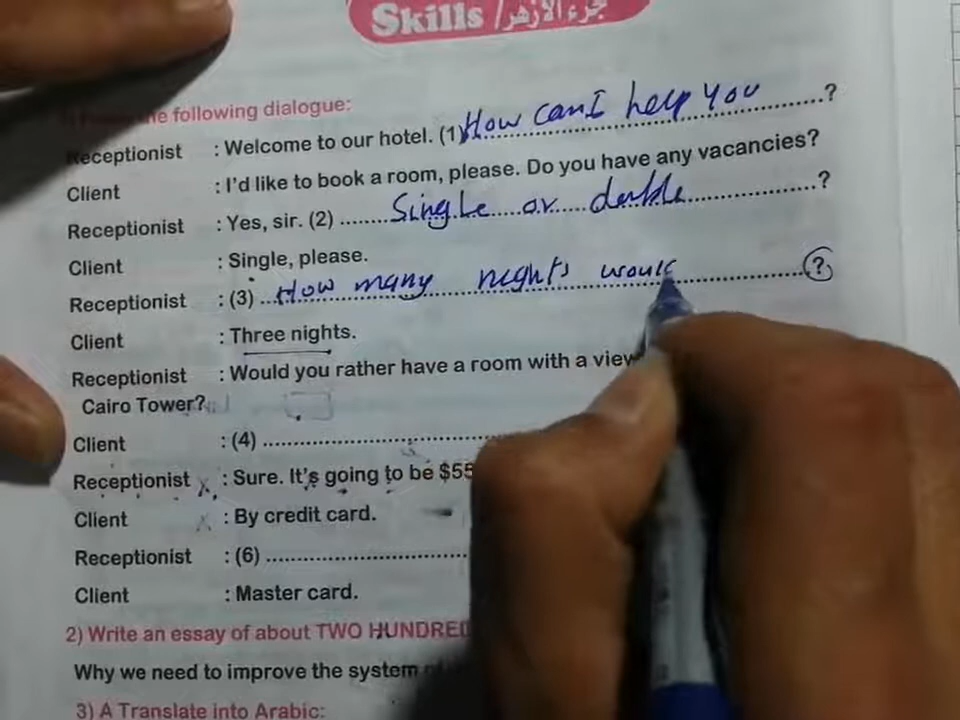 Skills / جزء الأزهر
the following dialogue:
Receptionist : Welcome to our hotel. (1) How can I help you ?
Client : I'd like to book a room, please. Do you have any vacancies?
Receptionist : Yes, sir. (2) ........ Single or double ........ ?
Client : Single, please.
Receptionist : (3) .. How many nights would ........ ?
Client : Three nights.
Receptionist : Would you rather have a room with a view
Cairo Tower?
Client : (4) ........................................
Receptionist : Sure. It's going to be $55
Client : By credit card.
Receptionist : (6) ........................................
Client : Master card.
2) Write an essay of about TWO HUNDRED
Why we need to improve the system
3) A Translate into Arabic: